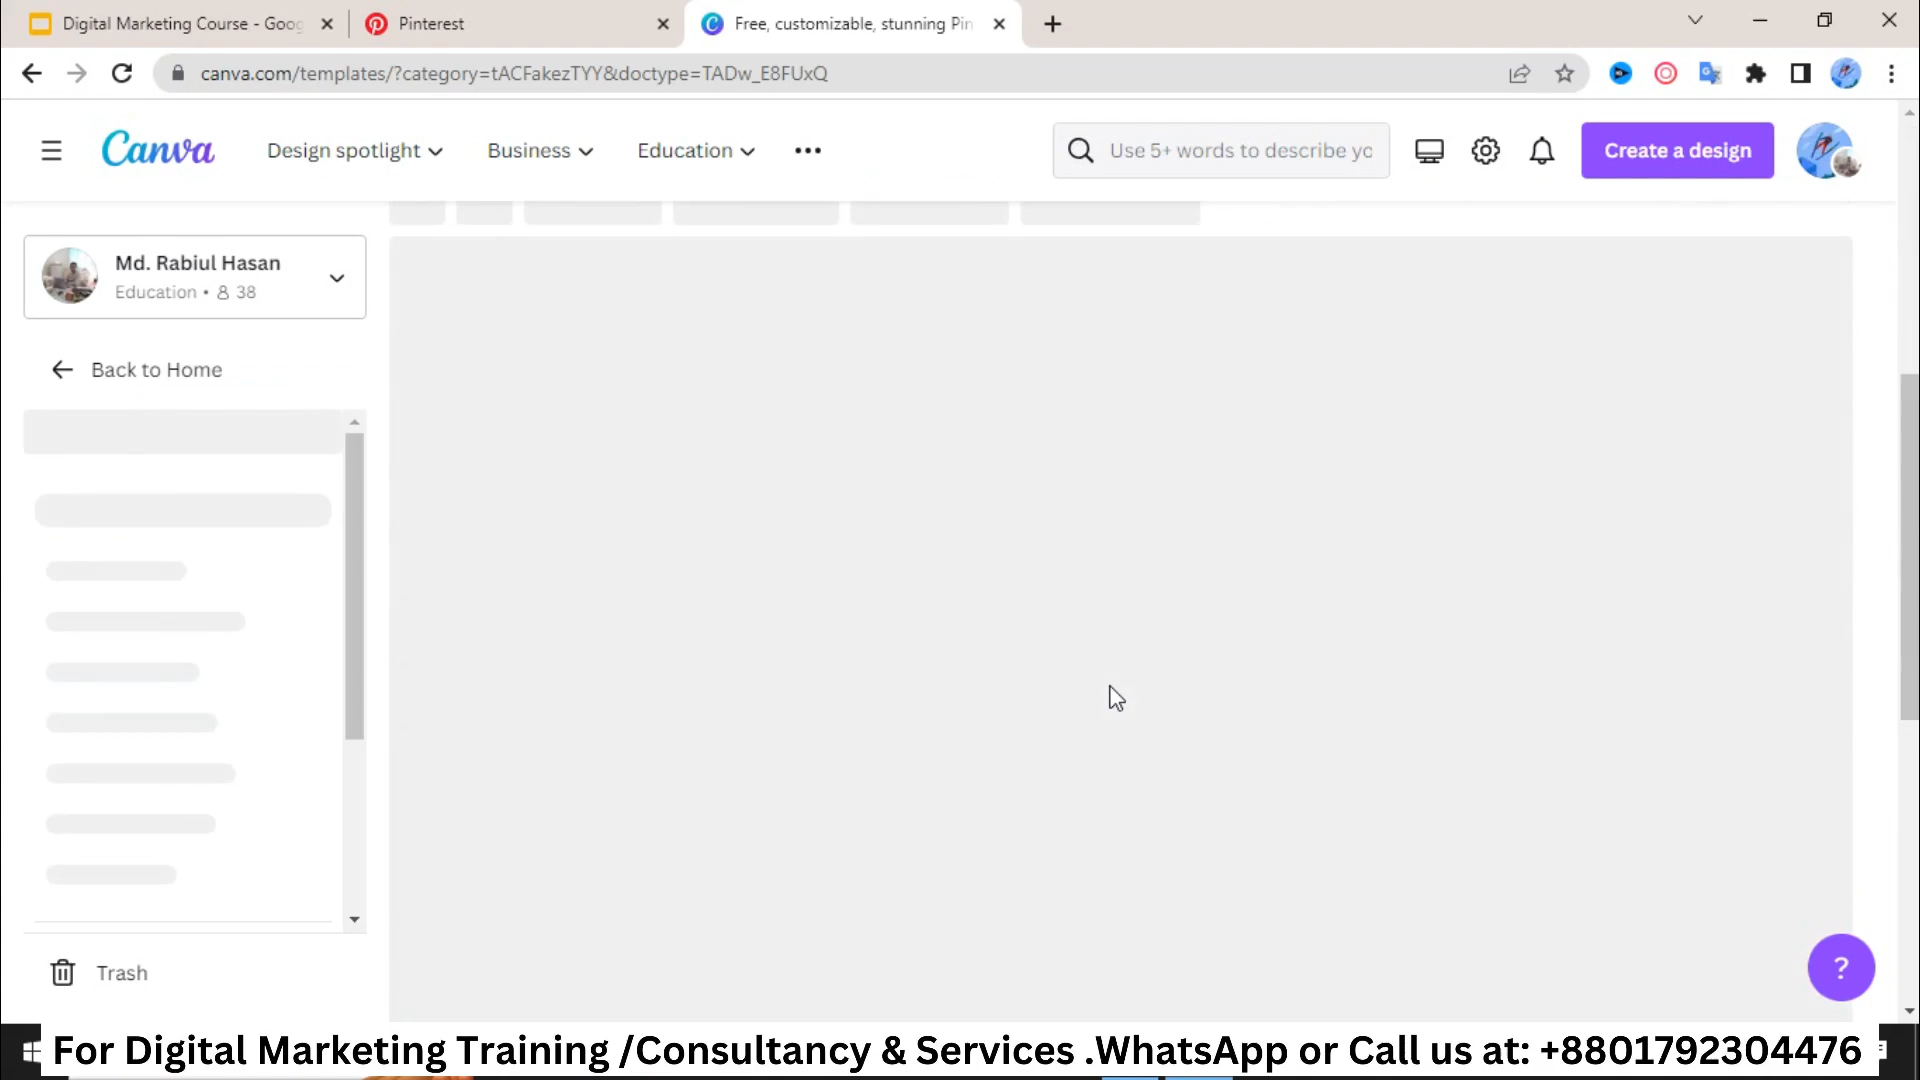 Digital Marketing Course - Goog
Pinterest
Free, customizable, stunning Pin
canva.com/templates/?category=tACFakezTYY&doctype=TADw_E8FUxQ
Canva
Design spotlight
Business
Education
Use 5+ words to describe yo
Create a design
Md. Rabiul Hasan
Education • 38
Back to Home
Trash
?
For Digital Marketing Training /Consultancy & Services .WhatsApp or Call us at: +8801792304476